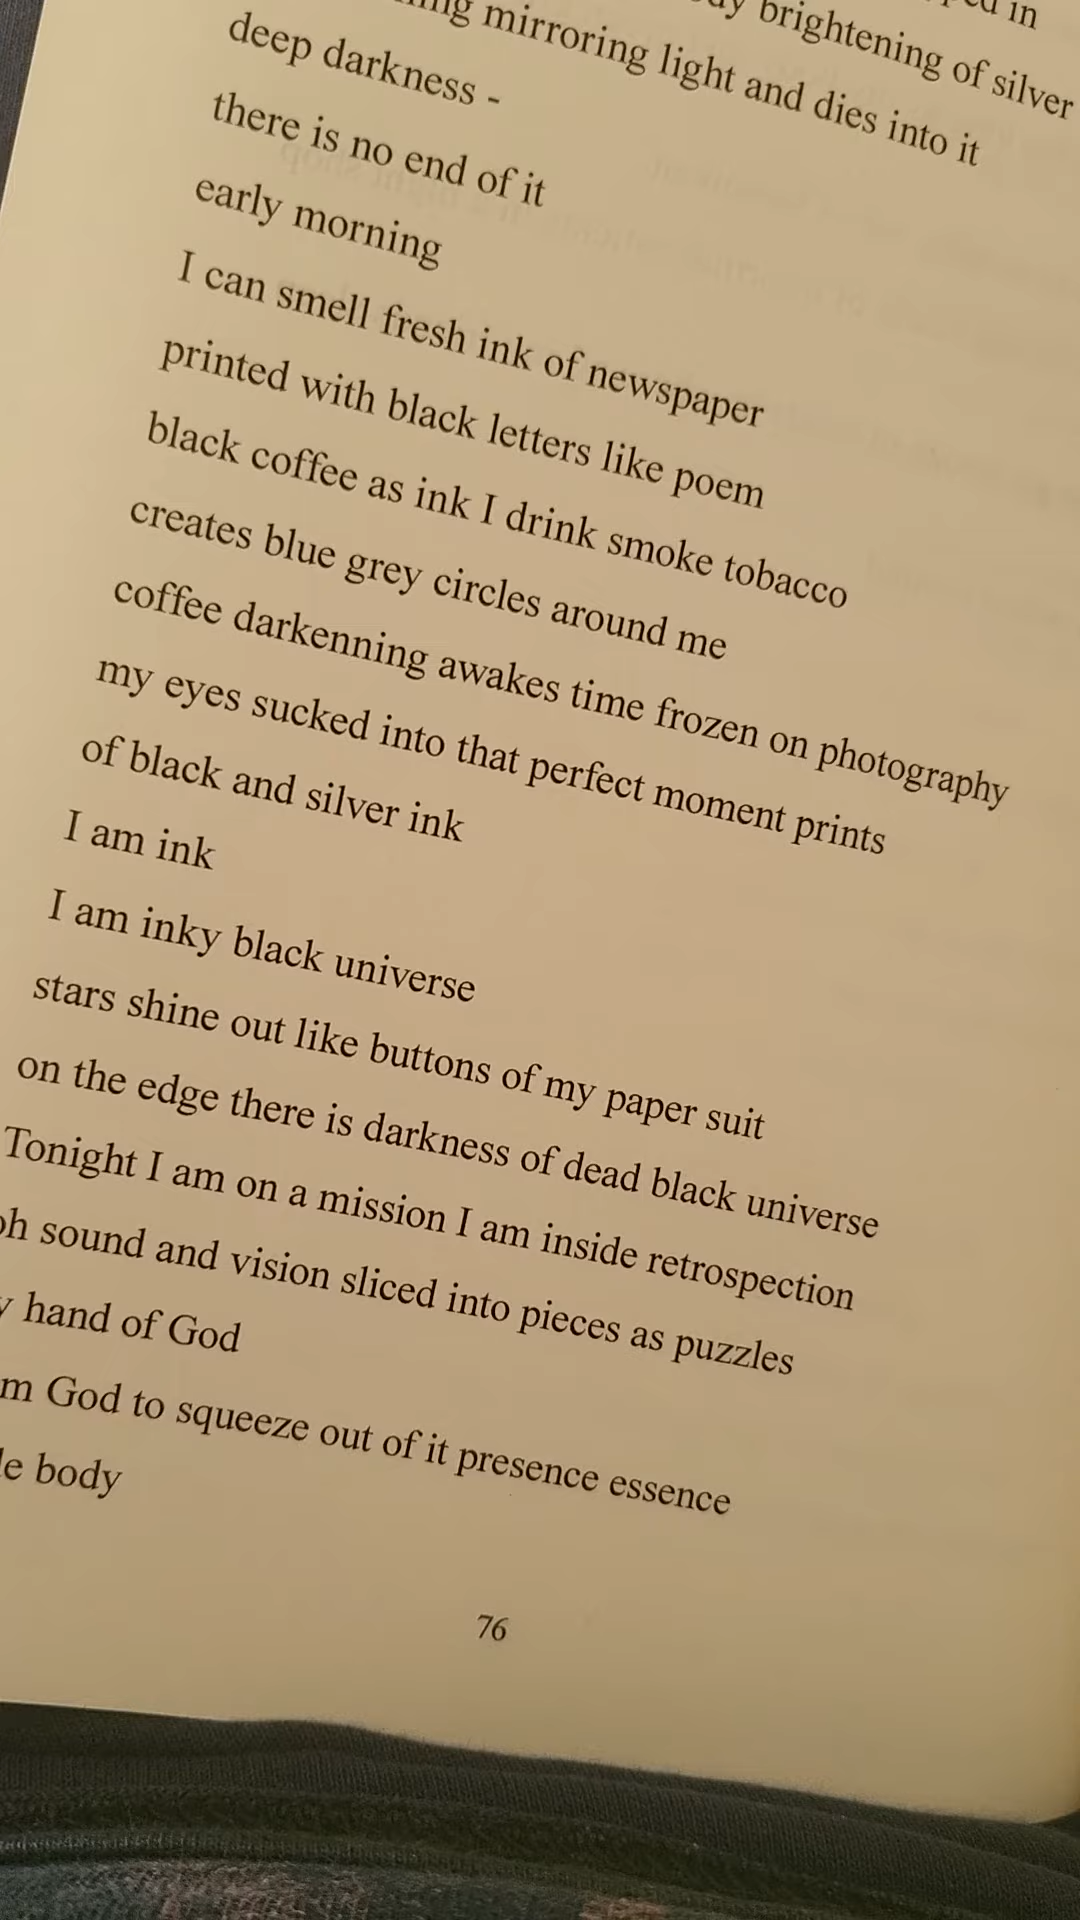 in
brightening of silver
mirroring light and dies into it
deep darkness -
there is no end of it
early morning
I can smell fresh ink of newspaper
printed with black letters like poem
black coffee as ink I drink smoke tobacco
creates blue grey circles around me
coffee darkenning awakes time frozen on photography
my eyes sucked into that perfect moment prints
of black and silver ink
I am ink
I am inky black universe
stars shine out like buttons of my paper suit
on the edge there is darkness of dead black universe
Tonight I am on a mission I am inside retrospection
sound and vision sliced into pieces as puzzles
hand of God
God to squeeze out of it presence essence
body
76